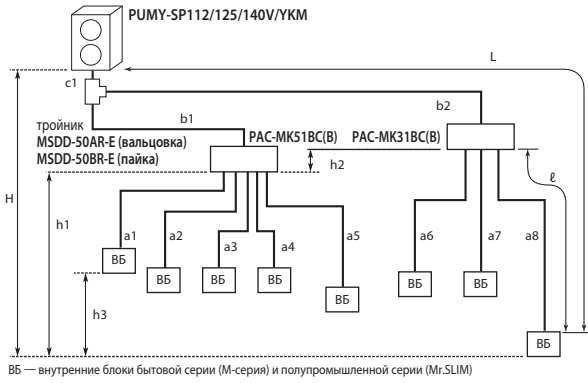 PUMY-SP112/125/140V/YKM
L
c1
b1
b2
тройник
MSDD-50AR-E (вальцовка)
MSDD-50BR-E (пайка)
PAC-MK51BC(B)
PAC-MK31BC(B)
h2
ℓ
H
h1
a1
a2
a3
a4
a5
a6
a7
a8
ВБ
ВБ
ВБ
ВБ
ВБ
ВБ
ВБ
h3
ВБ
ВБ — внутренние блоки бытовой серии (М-серия) и полупромышленной серии (Mr.SLIM)